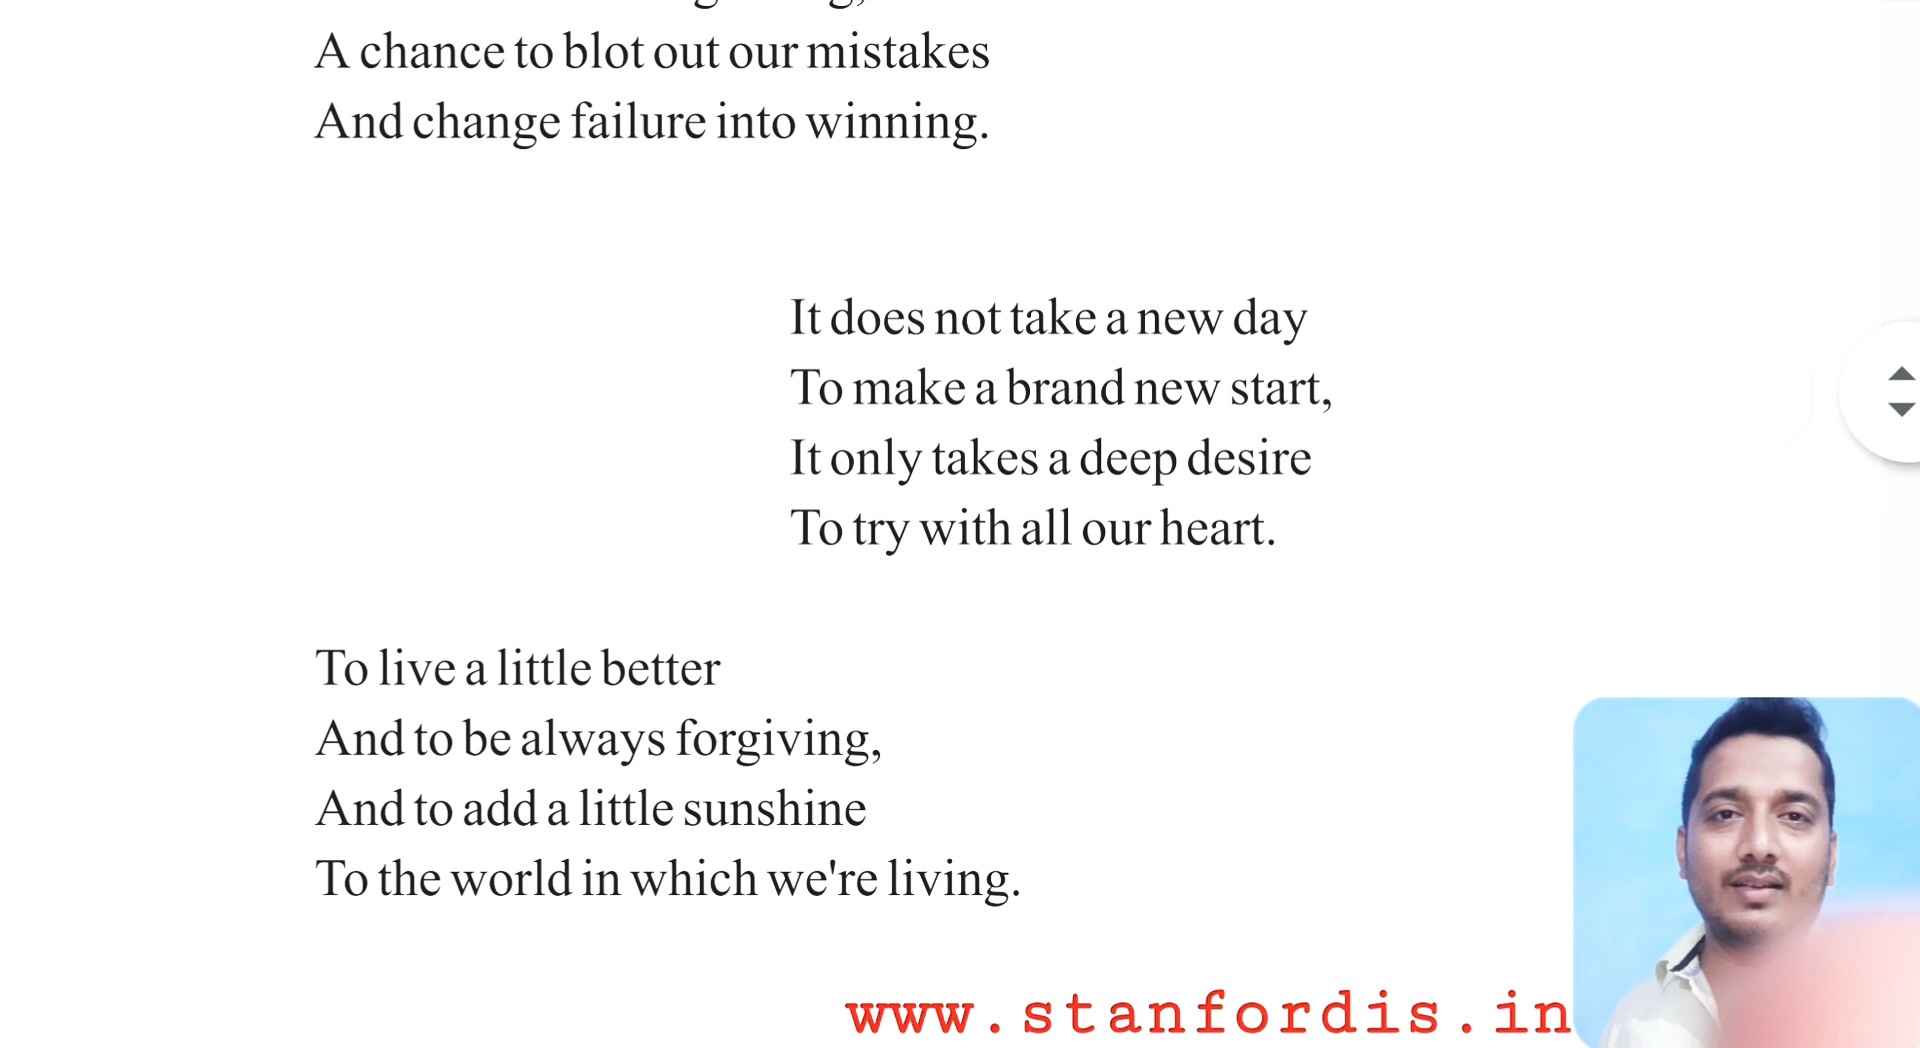 A chance to blot out our mistakes
And change failure into winning.
It does not take a new day
To make a brand new start,
It only takes a deep desire
To try with all our heart.
To live a little better
And to be always forgiving,
And to add a little sunshine
To the world in which we're living.
www.stanfordis.in